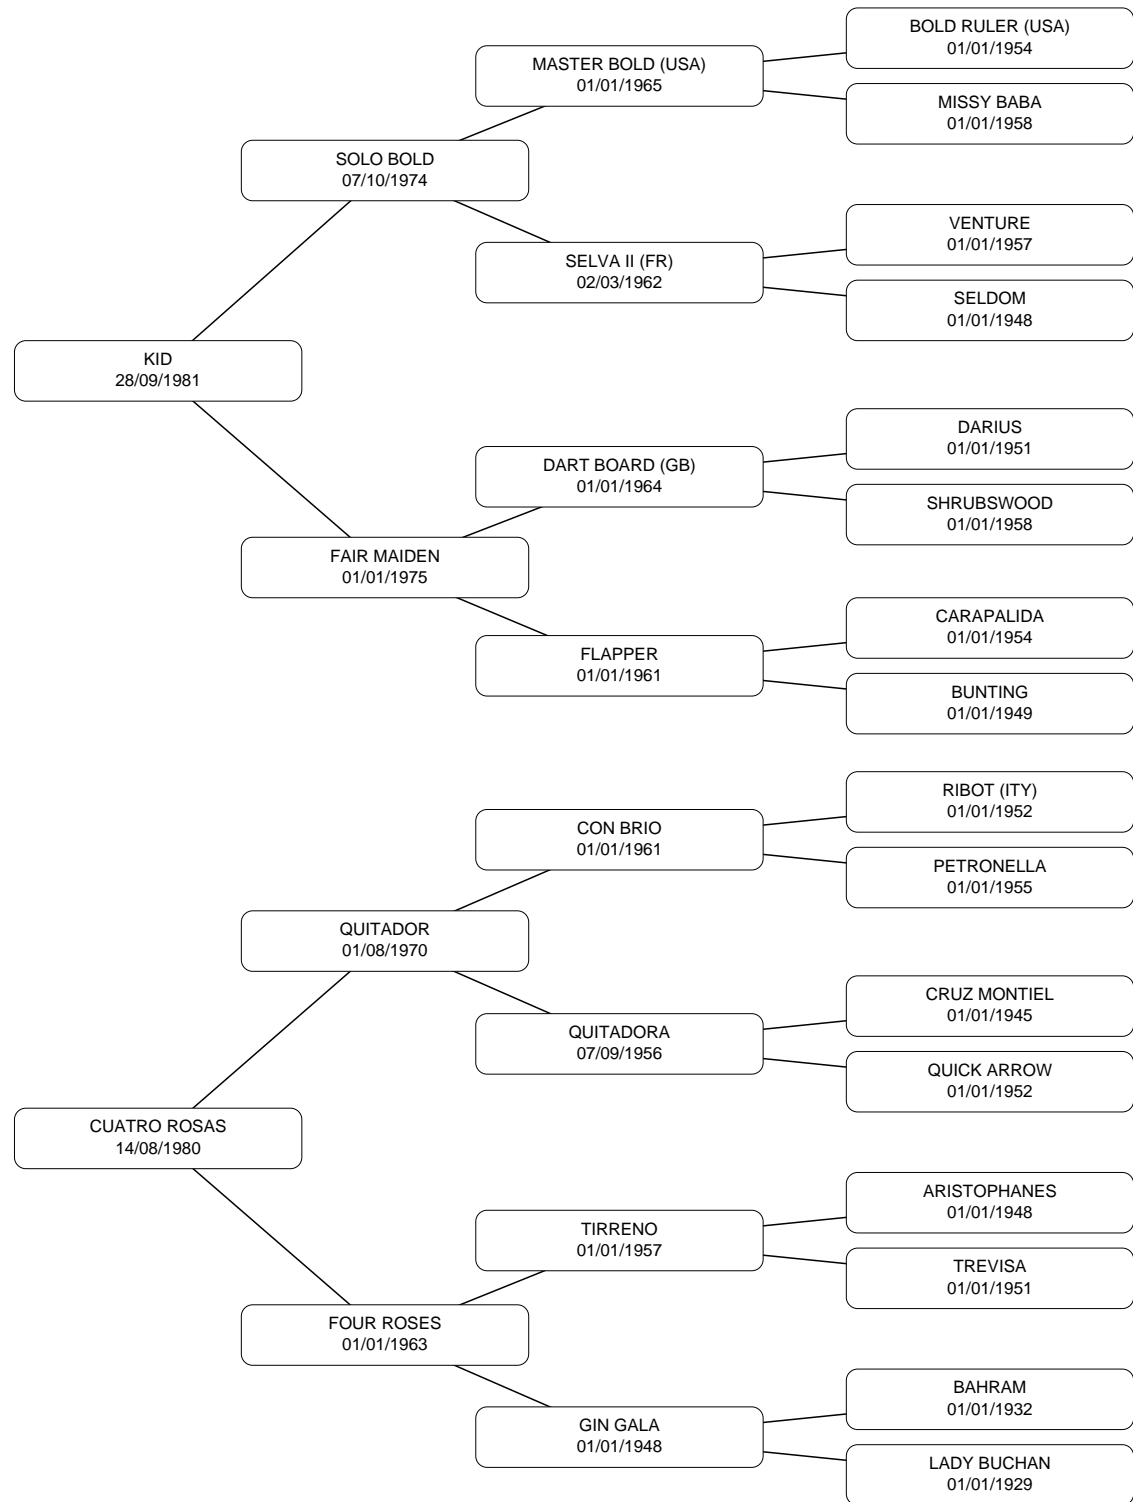 BOLD RULER (USA)
01/01/1954
MASTER BOLD (USA)
01/01/1965
MISSY BABA
01/01/1958
SOLO BOLD
07/10/1974
VENTURE
01/01/1957
SELVA II (FR)
02/03/1962
SELDOM
01/01/1948
KID
28/09/1981
DARIUS
01/01/1951
DART BOARD (GB)
01/01/1964
SHRUBSWOOD
01/01/1958
FAIR MAIDEN
01/01/1975
CARAPALIDA
01/01/1954
FLAPPER
01/01/1961
BUNTING
01/01/1949
RIBOT (ITY)
01/01/1952
CON BRIO
01/01/1961
PETRONELLA
01/01/1955
QUITADOR
01/08/1970
CRUZ MONTIEL
01/01/1945
QUITADORA
07/09/1956
QUICK ARROW
01/01/1952
CUATRO ROSAS
14/08/1980
ARISTOPHANES
01/01/1948
TIRRENO
01/01/1957
TREVISA
01/01/1951
FOUR ROSES
01/01/1963
BAHRAM
01/01/1932
GIN GALA
01/01/1948
LADY BUCHAN
01/01/1929